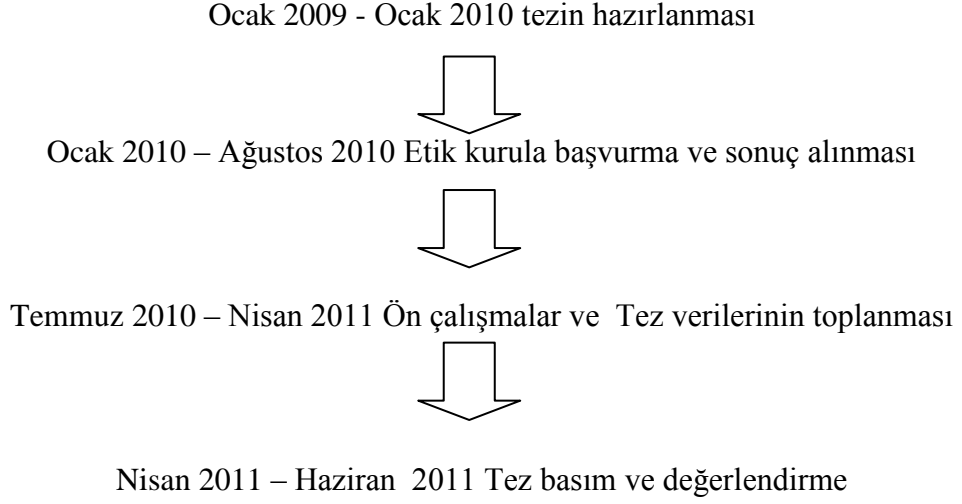 Ocak 2009 - Ocak 2010 tezin hazırlanması
Ocak 2010 – Ağustos 2010 Etik kurula başvurma ve sonuç alınması
Temmuz 2010 – Nisan 2011 Ön çalışmalar ve  Tez verilerinin toplanması
Nisan 2011 – Haziran  2011 Tez basım ve değerlendirme